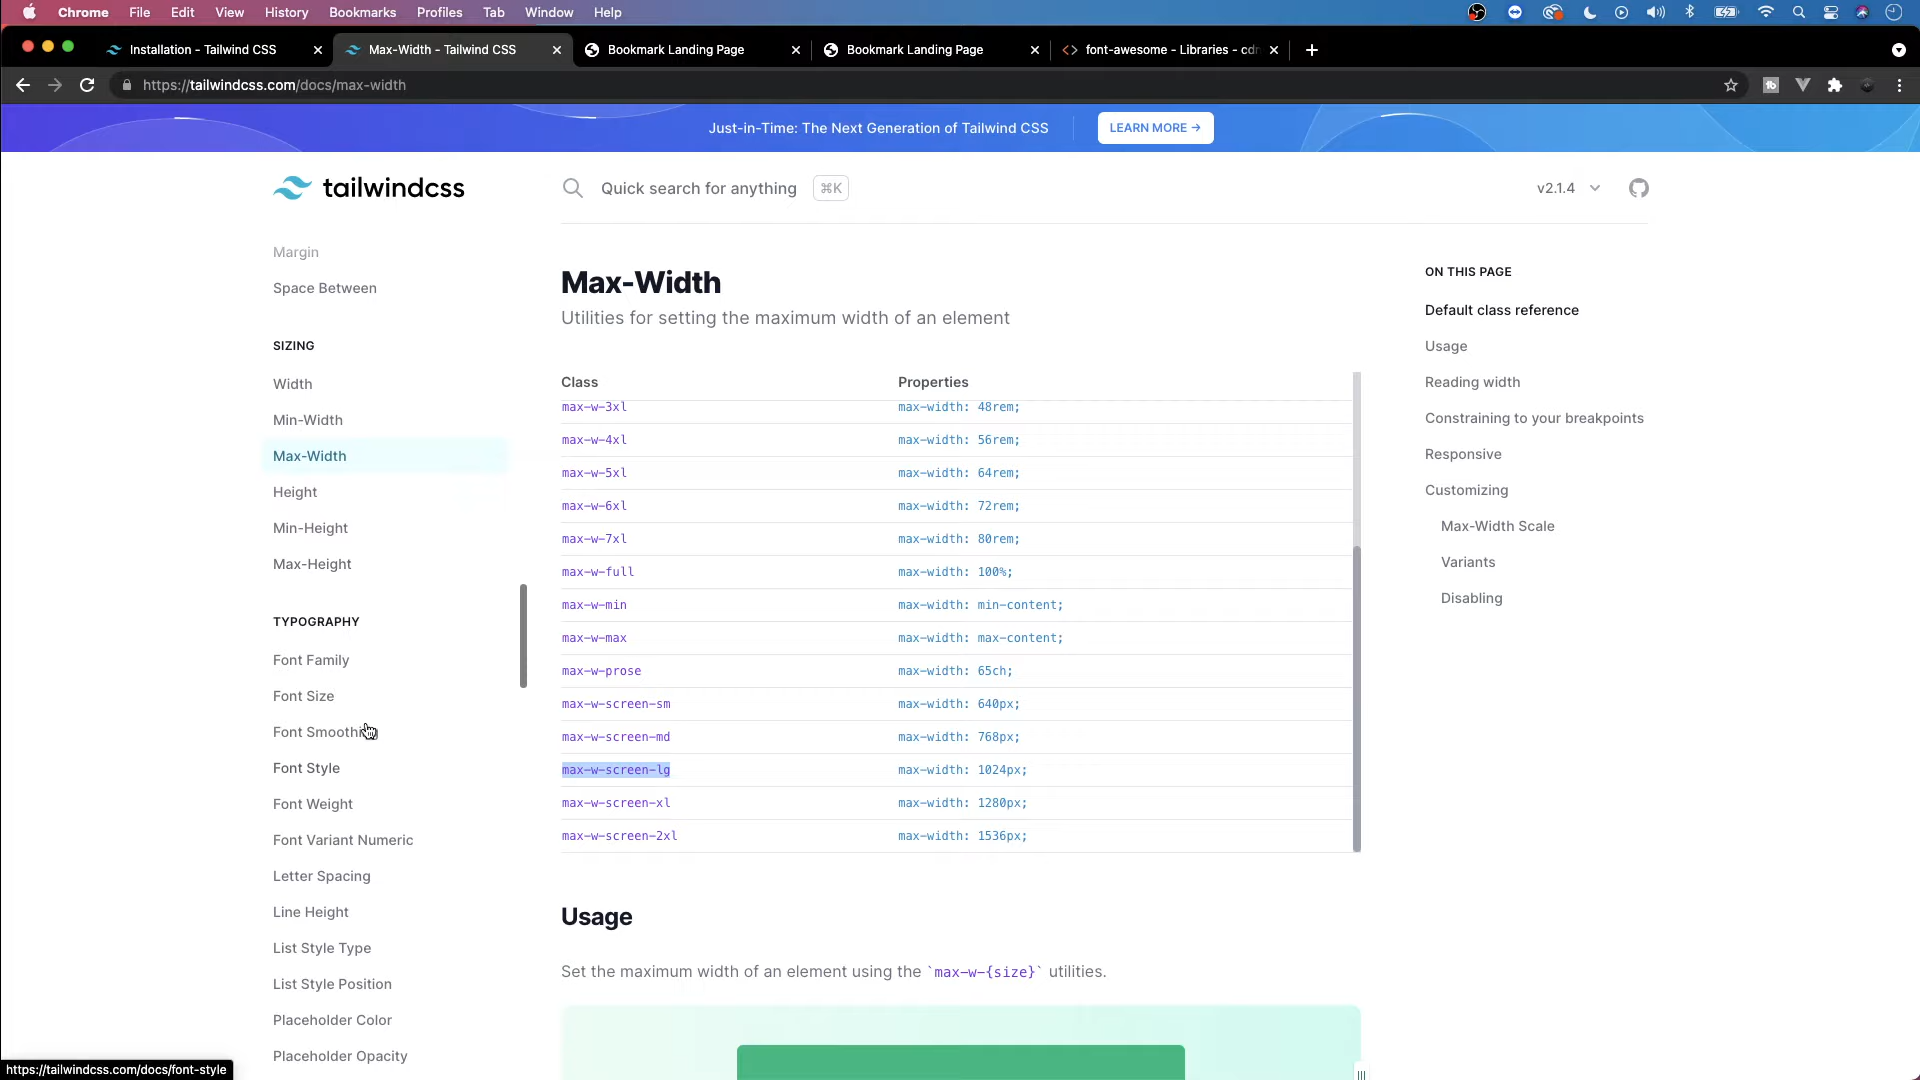 Chrome File Edit View History Bookmarks Profiles Tab Window Help
Installation - Tailwind CSS
Max-Width - Tailwind CSS
Bookmark Landing Page
Bookmark Landing Page
font-awesome - Libraries - cdn
https://tailwindcss.com/docs/max-width
Just-in-Time: The Next Generation of Tailwind CSS
LEARN MORE →
tailwindcss
Quick search for anything
⌘K
v2.1.4
Margin
Space Between
SIZING
Width
Min-Width
Max-Width
Height
Min-Height
Max-Height
TYPOGRAPHY
Font Family
Font Size
Font Smoothing
Font Style
Font Weight
Font Variant Numeric
Letter Spacing
Line Height
List Style Type
List Style Position
Placeholder Color
Placeholder Opacity
Max-Width
Utilities for setting the maximum width of an element
Class Properties
max-w-3xl max-width: 48rem;
max-w-4xl max-width: 56rem;
max-w-5xl max-width: 64rem;
max-w-6xl max-width: 72rem;
max-w-7xl max-width: 80rem;
max-w-full max-width: 100%;
max-w-min max-width: min-content;
max-w-max max-width: max-content;
max-w-prose max-width: 65ch;
max-w-screen-sm max-width: 640px;
max-w-screen-md max-width: 768px;
max-w-screen-lg max-width: 1024px;
max-w-screen-xl max-width: 1280px;
max-w-screen-2xl max-width: 1536px;
Usage
Set the maximum width of an element using the `max-w-{size}` utilities.
ON THIS PAGE
Default class reference
Usage
Reading width
Constraining to your breakpoints
Responsive
Customizing
Max-Width Scale
Variants
Disabling
https://tailwindcss.com/docs/font-style